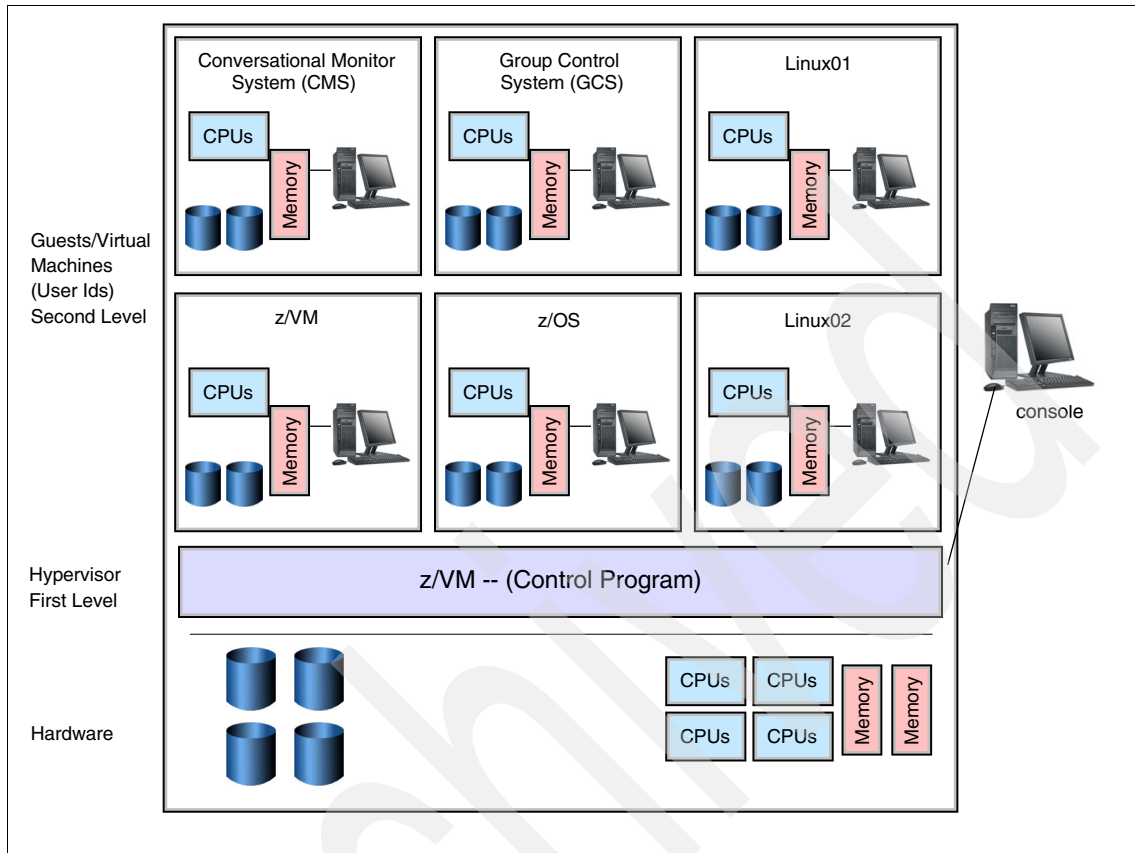 Conversational Monitor
System (CMS)
CPUs
Memory
Group Control
System (GCS)
CPUs
Memory
Linux01
CPUs
Memory
Guests/Virtual
Machines
(User Ids)
Second Level
z/VM
CPUs
Memory
z/OS
CPUs
Memory
Linux02
CPUs
Memory
console
Hypervisor
First Level
z/VM -- (Control Program)
Hardware
CPUs
CPUs
CPUs
CPUs
Memory
Memory